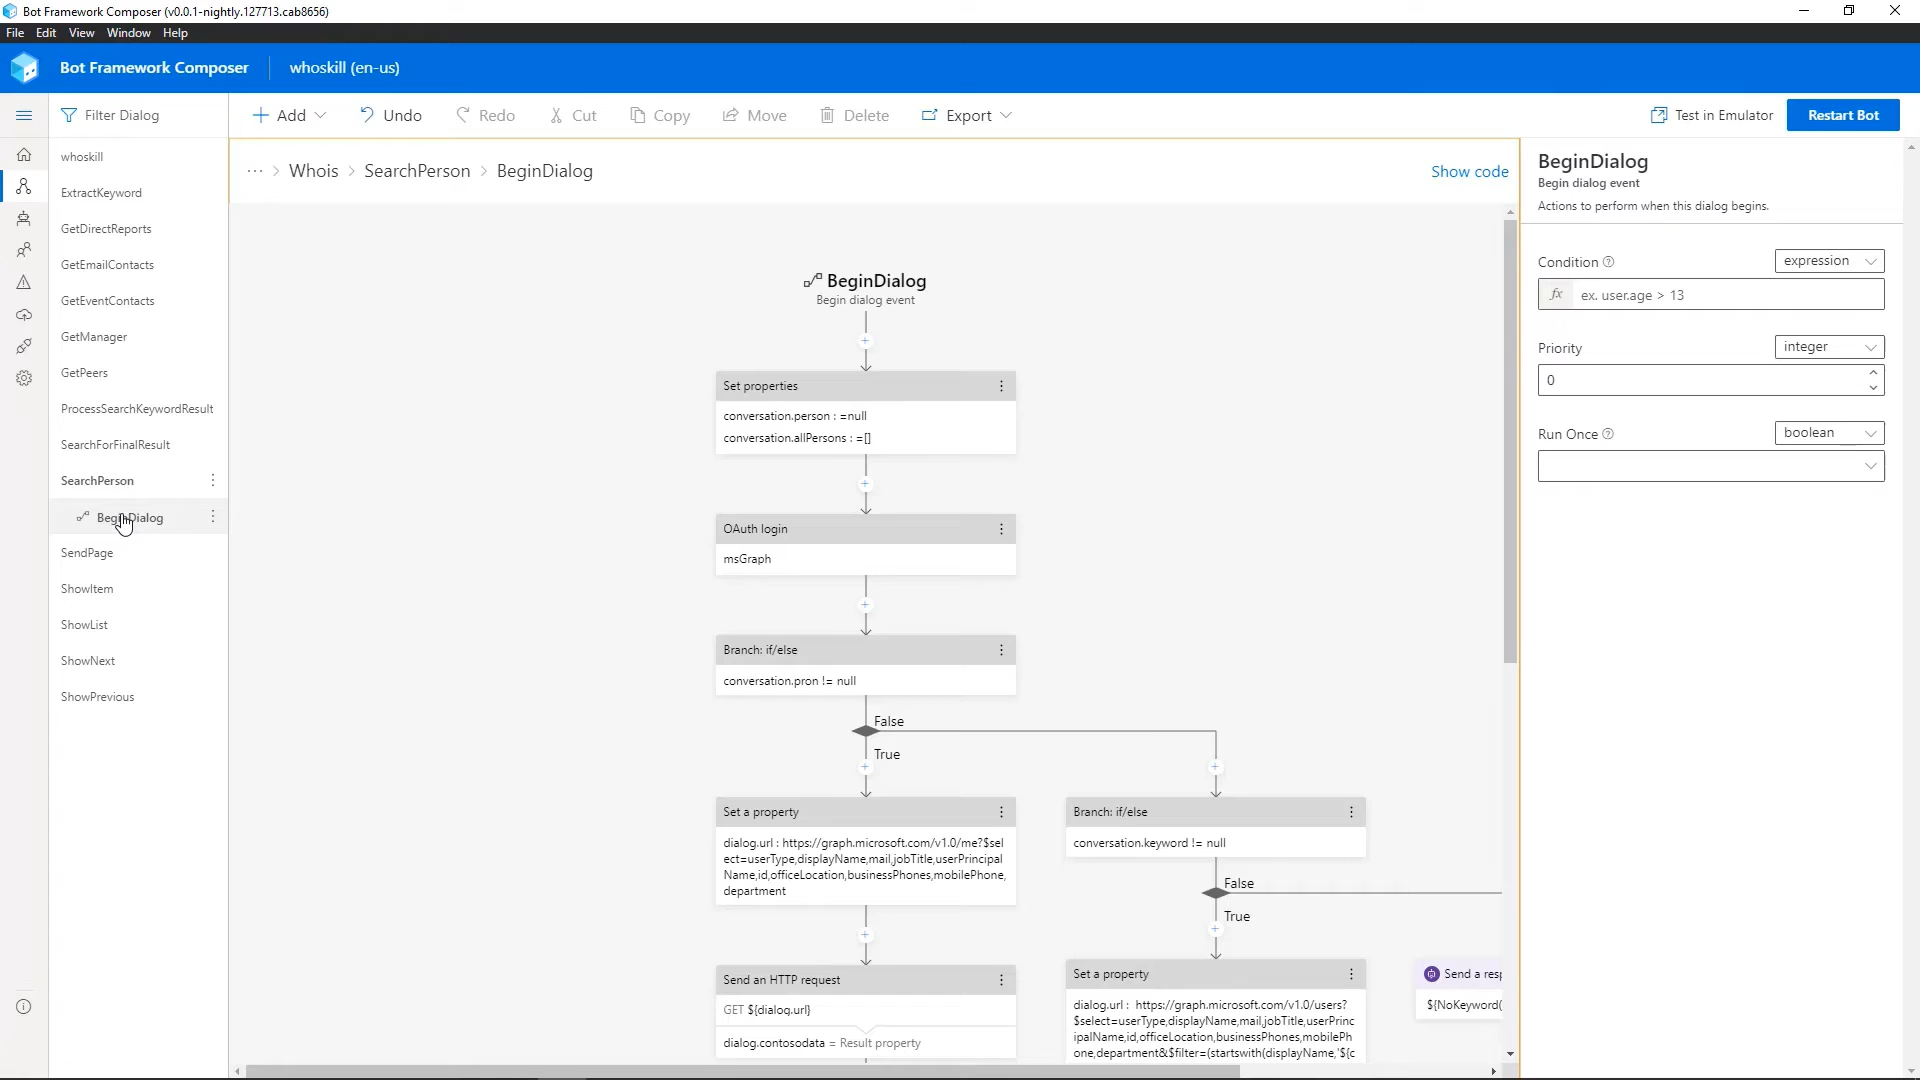 Bot Framework Composer (v0.0.1-nightly.127713.cab8656)
File Edit View Window Help
Bot Framework Composer whoskill (en-us)
Filter Dialog
Add Undo Redo Cut Copy Move Delete Export
Test in Emulator Restart Bot
whoskill
ExtractKeyword
GetDirectReports
GetEmailContacts
GetEventContacts
GetManager
GetPeers
ProcessSearchKeywordResult
SearchForFinalResult
SearchPerson
BeginDialog
SendPage
ShowItem
ShowList
ShowNext
ShowPrevious
··· > Whois > SearchPerson > BeginDialog
Show code
BeginDialog
Begin dialog event
Set properties
conversation.person : =null
conversation.allPersons : =[]
OAuth login
msGraph
Branch: if/else
conversation.pron != null
False
True
Set a property
dialog.url : https://graph.microsoft.com/v1.0/me?$sel
ect=userType,displayName,mail,jobTitle,userPrincipal
Name,id,officeLocation,businessPhones,mobilePhone,
department
Send an HTTP request
GET ${dialog.url}
dialog.contosodata = Result property
Branch: if/else
conversation.keyword != null
False
True
Set a property
dialog.url : https://graph.microsoft.com/v1.0/users?
$select=userType,displayName,mail,jobTitle,userPrinc
ipalName,id,officeLocation,businessPhones,mobilePh
one,department&$filter=(startswith(displayName,'${c
Send a resp
${NoKeyword(
BeginDialog
Begin dialog event
Actions to perform when this dialog begins.
Condition expression
fx ex. user.age > 13
Priority integer
0
Run Once boolean